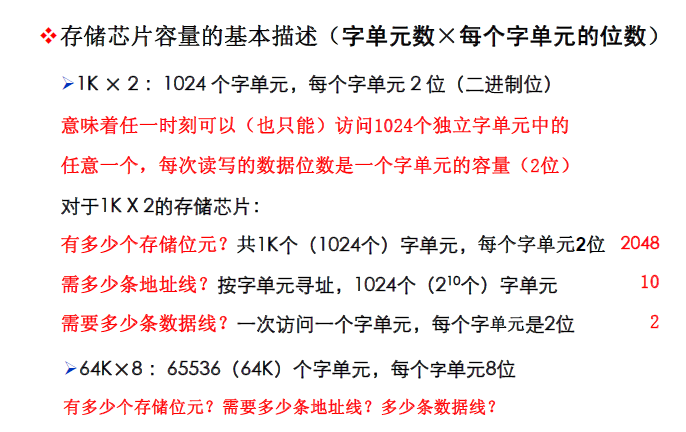 ❖存储芯片容量的基本描述（字单元数×每个字单元的位数）
➢1K × 2 ：1024 个字单元，每个字单元 2 位（二进制位）
意味着任一时刻可以（也只能）访问1024个独立字单元中的
任意一个，每次读写的数据位数是一个字单元的容量（2位）
对于1K X 2的存储芯片：
有多少个存储位元？共1K个（1024个）字单元，每个字单元2位 2048
需多少条地址线？按字单元寻址，1024个（2¹⁰个）字单元 10
需要多少条数据线？一次访问一个字单元，每个字单元是2位 2
➢64K×8 ：65536（64K）个字单元，每个字单元8位
有多少个存储位元？需要多少条地址线？多少条数据线？